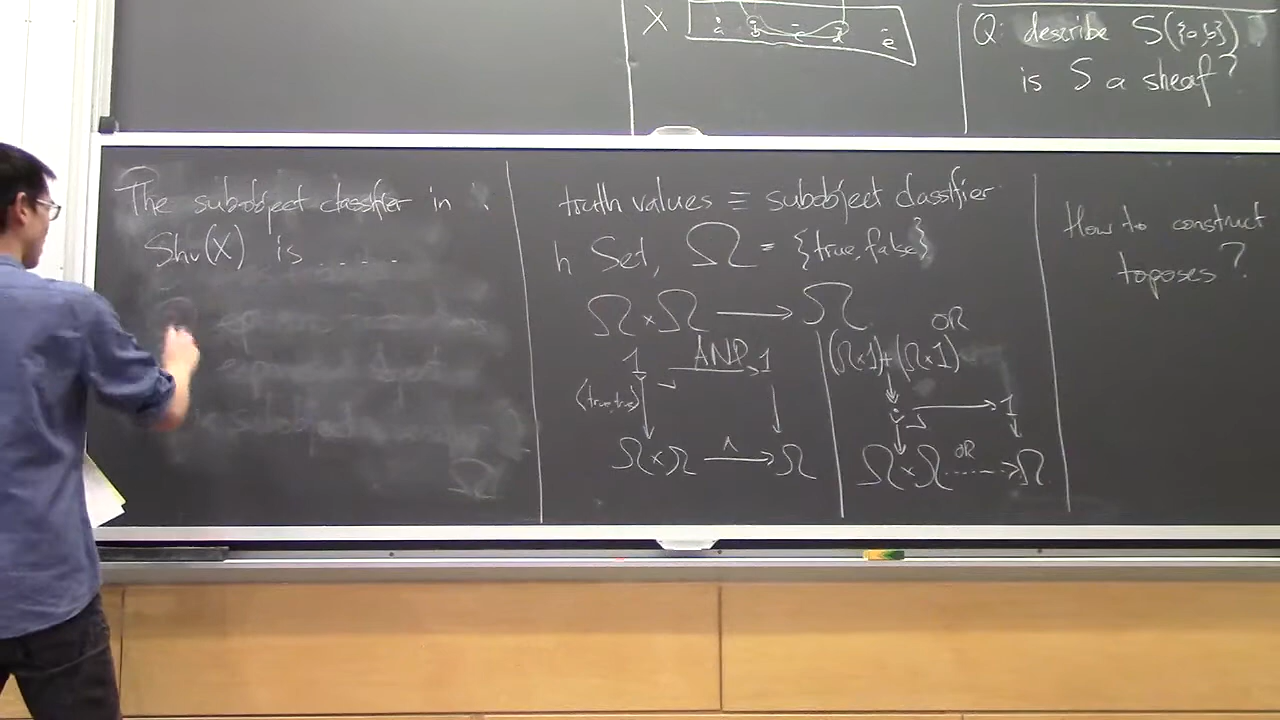 X
a b c d e
Q: describe S({a,b})
is S a sheaf?
The subobject classifier in
Shv(X) is .....
truth values ≡ subobject classifier
In Set, Ω = {true, false}
Ω × Ω ⟶ Ω
1 AND 1
⟨true,true⟩
Ω×Ω ∧ Ω
OR
(Ω×1)+(Ω×1)
1
Ω×Ω OR Ω
How to construct
toposes?